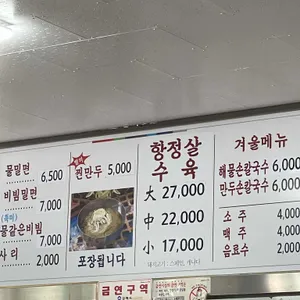 물밀면 6,500
비빔밀면 7,000
(특미)
물같은비빔 7,000
사리 2,000
찐만두 5,000
포장됩니다
항정살
수육
大 27,000
中 22,000
小 17,000
겨울메뉴
해물손칼국수 6,000
만두손칼국수 6,000
소주 4,000
맥주 4,000
음료수 2,000
금연구역